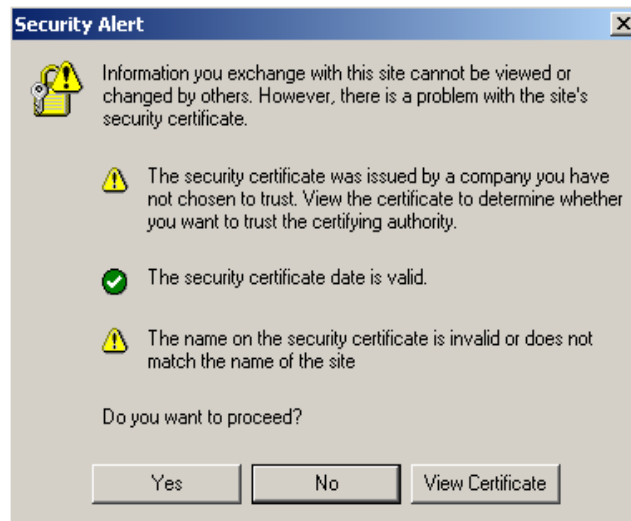 Security Alert
Information you exchange with this site cannot be viewed or
changed by others. However, there is a problem with the site's
security certificate.
The security certificate was issued by a company you have
not chosen to trust. View the certificate to determine whether
you want to trust the certifying authority.
The security certificate date is valid.
The name on the security certificate is invalid or does not
match the name of the site
Do you want to proceed?
Yes No View Certificate